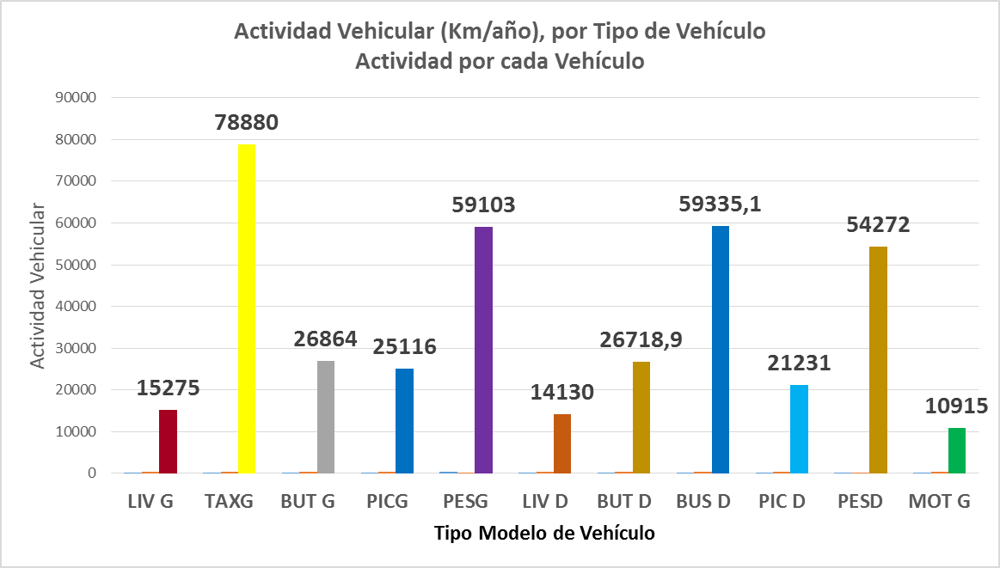 Actividad Vehicular (Km/año), por Tipo de Vehículo
Actividad por cada Vehículo
Actividad Vehicular
90000
80000
70000
60000
50000
40000
30000
20000
10000
0
15275
78880
26864
25116
59103
14130
26718,9
59335,1
21231
54272
10915
LIV G
TAXG
BUT G
PICG
PESG
LIV D
BUT D
BUS D
PIC D
PESD
MOT G
Tipo Modelo de Vehículo